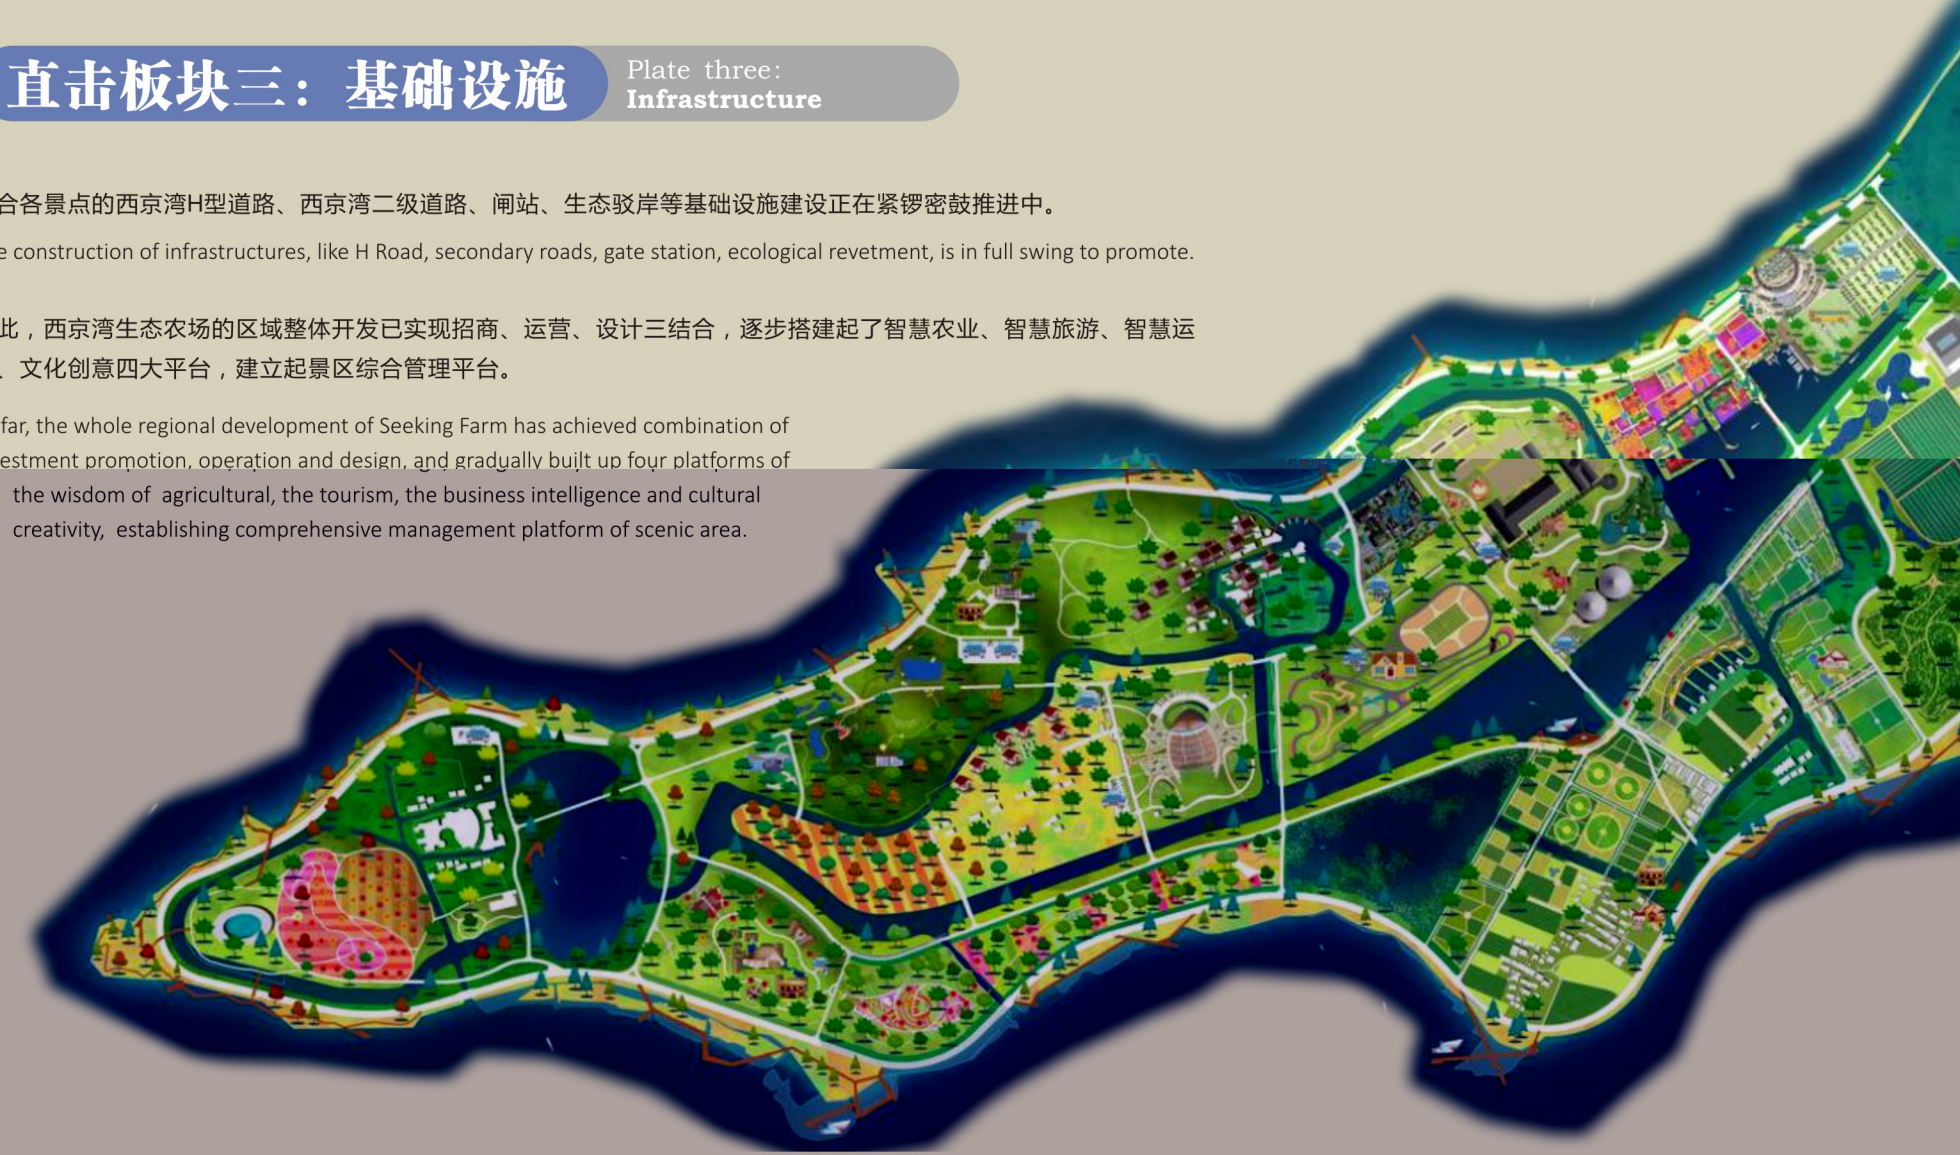 直击板块三：基础设施
Plate three:
Infrastructure
合各景点的西京湾H型道路、西京湾二级道路、闸站、生态驳岸等基础设施建设正在紧锣密鼓推进中。
e construction of infrastructures, like H Road, secondary roads, gate station, ecological revetment, is in full swing to promote.
此，西京湾生态农场的区域整体开发已实现招商、运营、设计三结合，逐步搭建起了智慧农业、智慧旅游、智慧运
、文化创意四大平台，建立起景区综合管理平台。
far, the whole regional development of Seeking Farm has achieved combination of
estment promotion, operation and design, and gradually built up four platforms of
the wisdom of agricultural, the tourism, the business intelligence and cultural
creativity, establishing comprehensive management platform of scenic area.